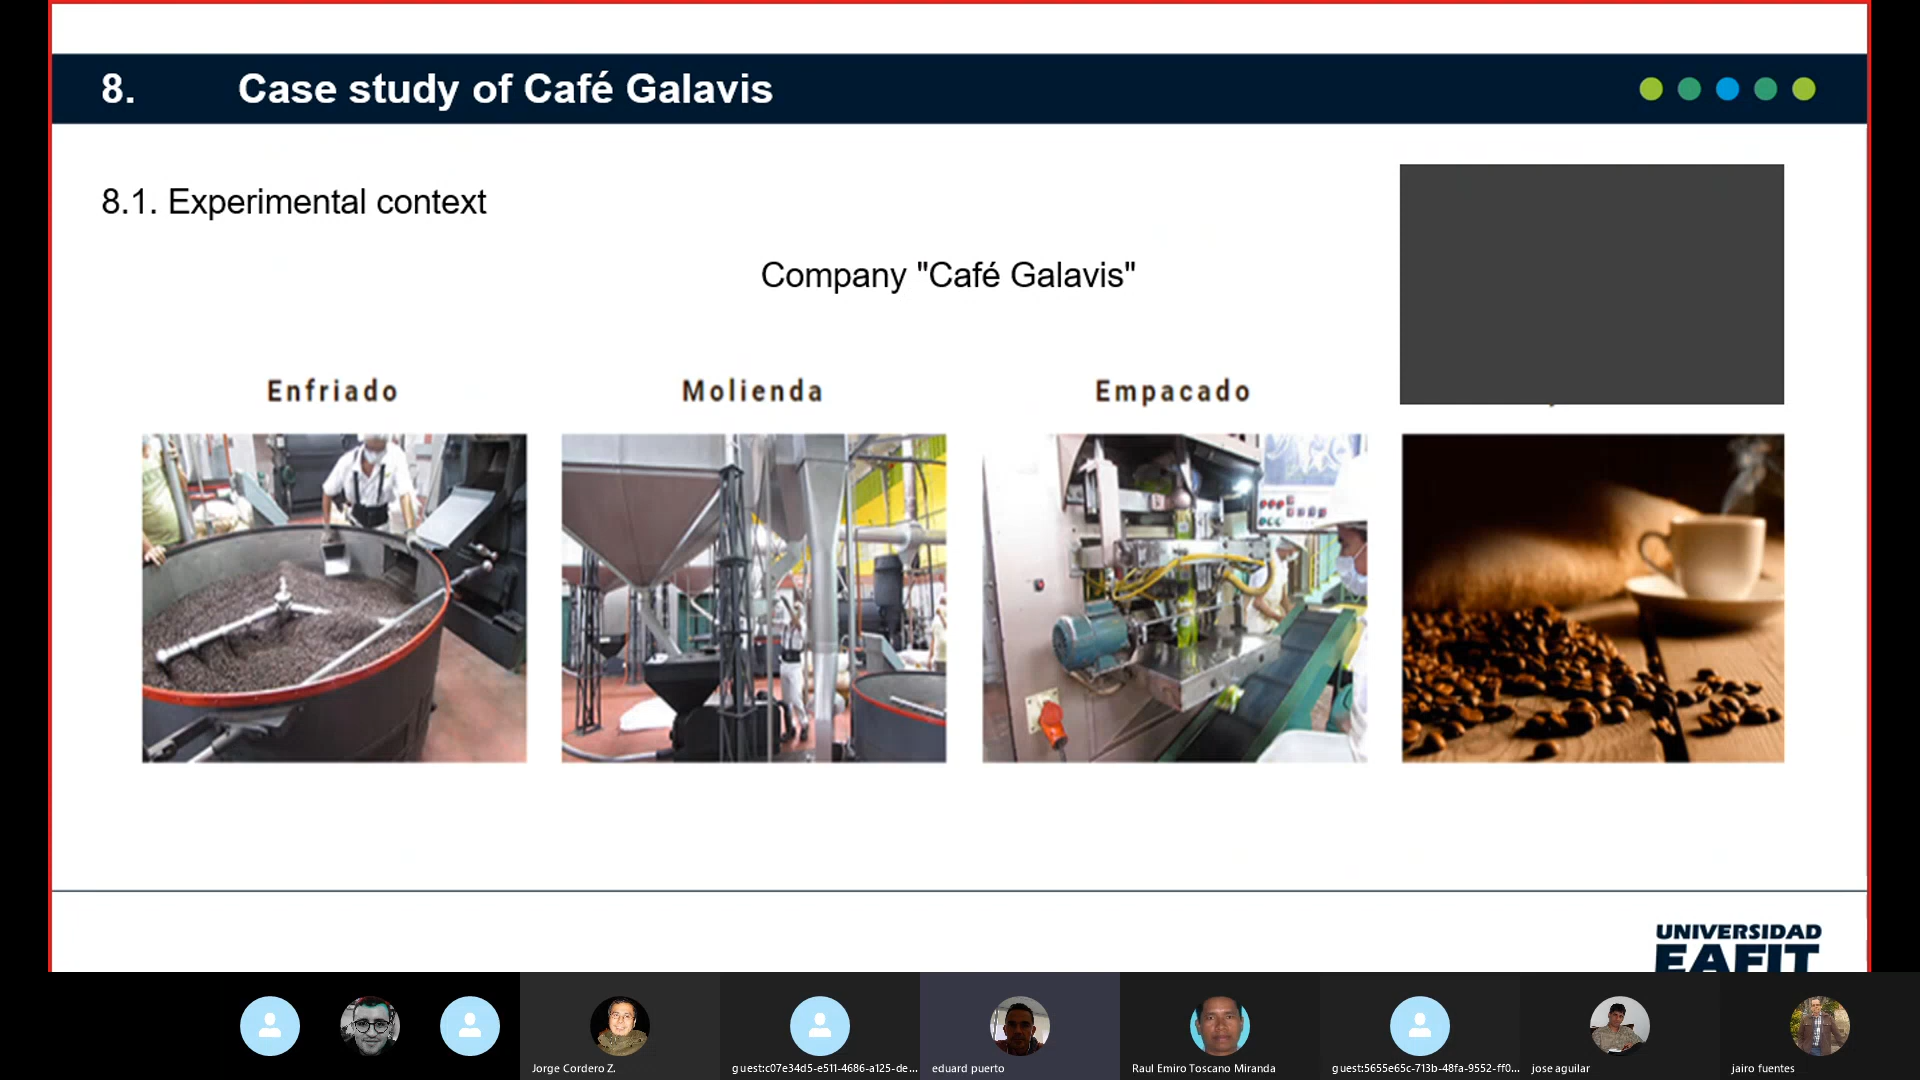 8. Case study of Café Galavis
8.1. Experimental context
Company "Café Galavis"
Enfriado Molienda Empacado
UNIVERSIDAD
EAFIT
Jorge Cordero Z. guest:c07e34d5-e511-4686-a125-de... eduard puerto Raul Emiro Toscano Miranda guest:5655e65c-713b-48fa-9552-ff0... jose aguilar jairo fuentes